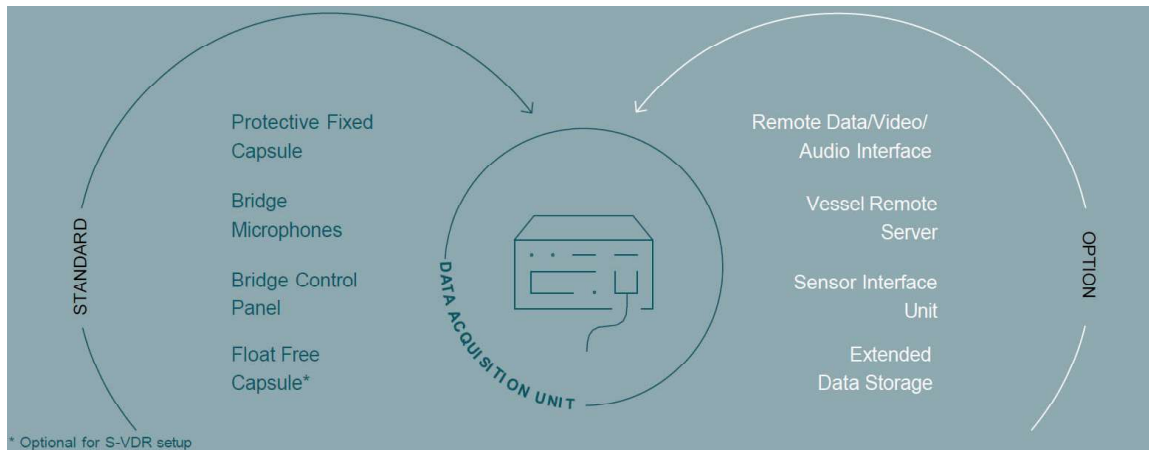 STANDARD
Protective Fixed
Capsule
Bridge
Microphones
Bridge Control
Panel
Float Free
Capsule*
DATA ACQUISITION UNIT
Remote Data/Video/
Audio Interface
Vessel Remote
Server
Sensor Interface
Unit
Extended
Data Storage
OPTION
* Optional for S-VDR setup